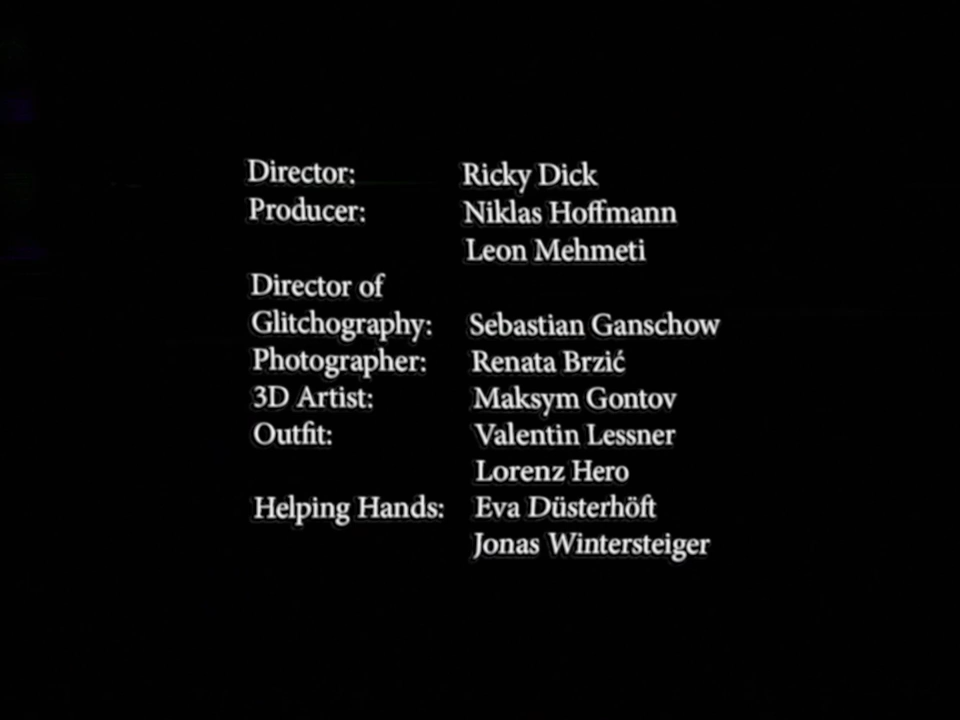 Director: Ricky Dick
Producer: Niklas Hoffmann
Leon Mehmeti
Director of
Glitchography: Sebastian Ganschow
Photographer: Renata Brzić
3D Artist: Maksym Gontov
Outfit: Valentin Lessner
Lorenz Hero
Helping Hands: Eva Düsterhöft
Jonas Wintersteiger